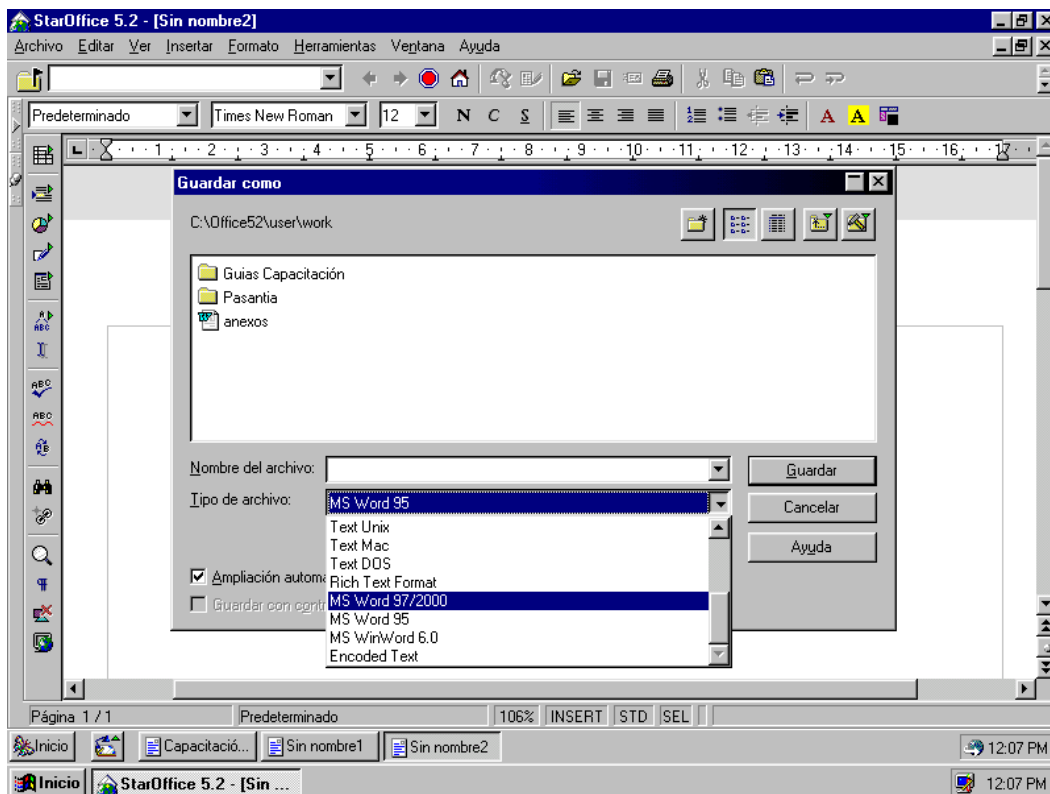 StarOffice 5.2 - [Sin nombre2]
Archivo Editar Ver Insertar Formato Herramientas Ventana Ayuda
Predeterminado Times New Roman 12 N C S A A
1 2 3 4 5 6 7 8 9 10 11 12 13 14 15 16 17
Guardar como
C:\Office52\user\work
Guias Capacitación
Pasantia
anexos
Nombre del archivo: Guardar
Tipo de archivo: MS Word 95 Cancelar
Text Unix
Text Mac
Ayuda
Text DOS
Ampliación automá
Rich Text Format
MS Word 97/2000
Guardar con contr
MS Word 95
MS WinWord 6.0
Encoded Text
ABC
ABC
ABC
Página 1 / 1 Predeterminado 106% INSERT STD SEL
Inicio Capacitació... Sin nombre1 Sin nombre2 12:07 PM
Inicio StarOffice 5.2 - [Sin ... 12:07 PM